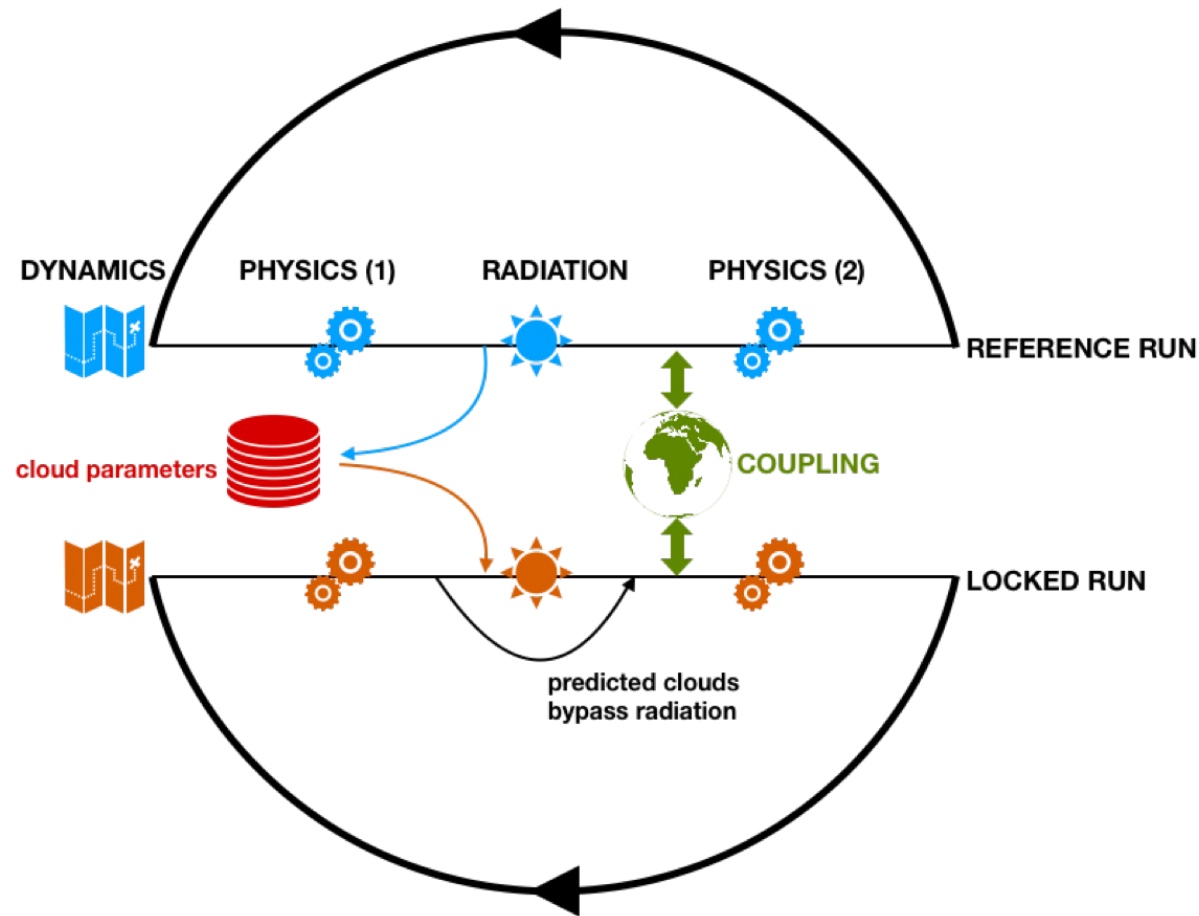 DYNAMICS
PHYSICS (1)
RADIATION
PHYSICS (2)
REFERENCE RUN
cloud parameters
COUPLING
LOCKED RUN
predicted clouds
bypass radiation